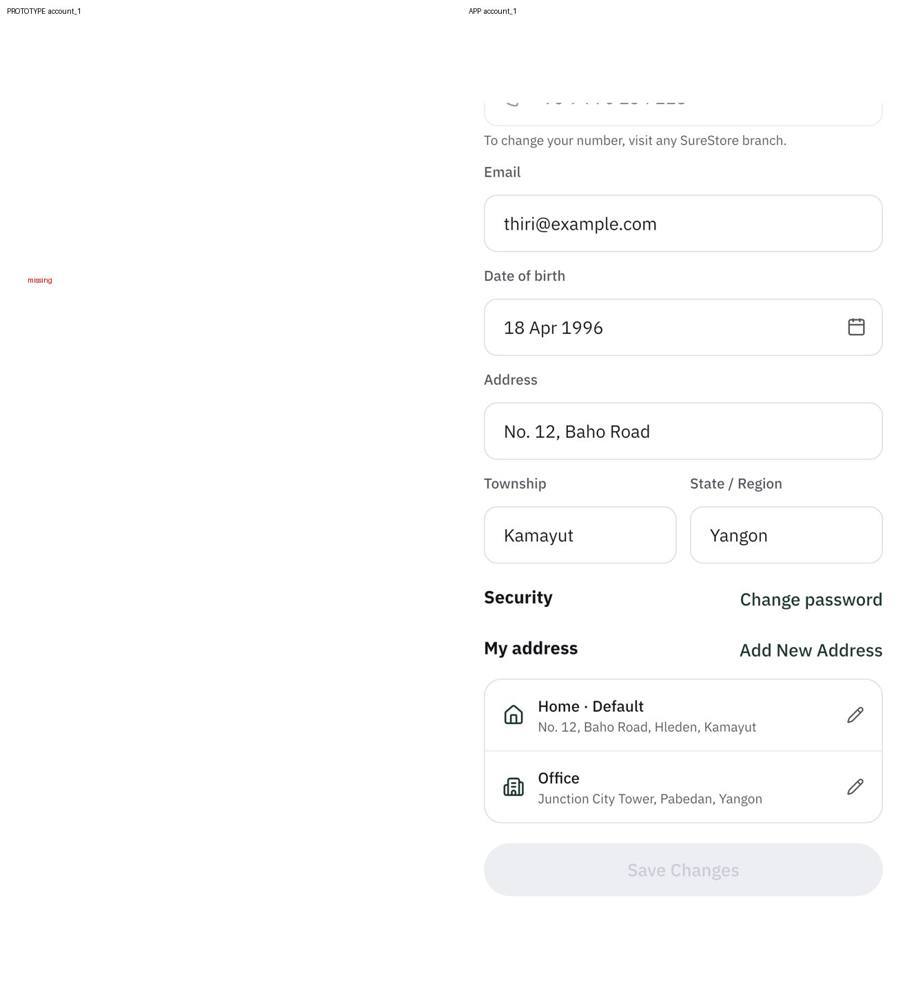 PROTOTYPE account_1
APP account_1
missing
To change your number, visit any SureStore branch.
Email
thiri@example.com
Date of birth
18 Apr 1996
Address
No. 12, Baho Road
Township
State / Region
Kamayut
Yangon
Security
Change password
My address
Add New Address
Home · Default
No. 12, Baho Road, Hleden, Kamayut
Office
Junction City Tower, Pabedan, Yangon
Save Changes